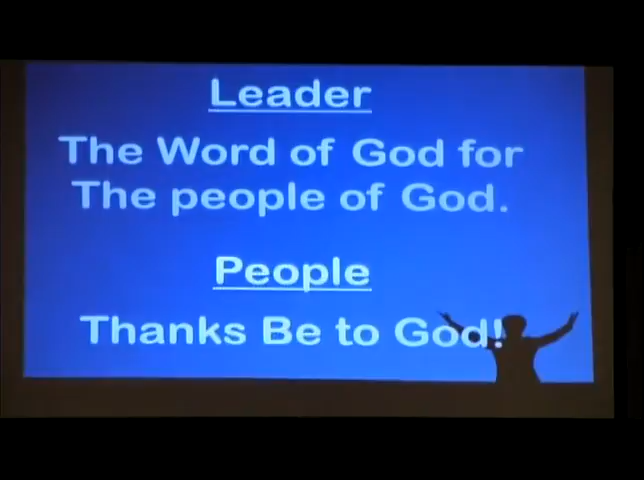 Leader
The Word of God for
The people of God.
People
Thanks Be to God!